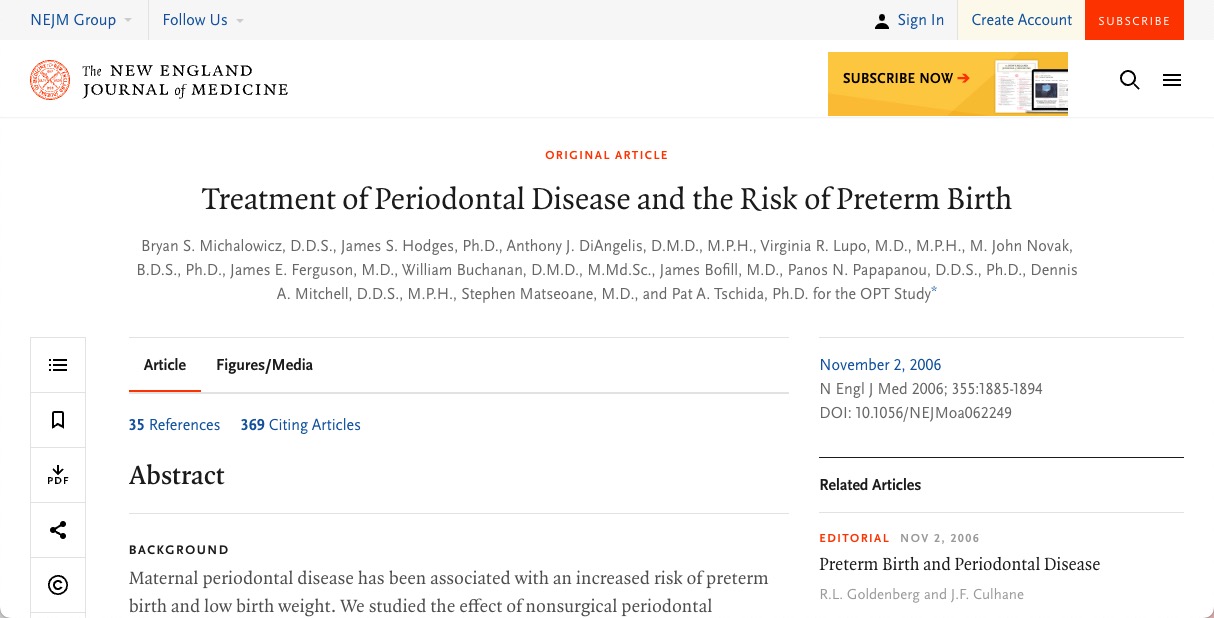 NEJM Group
Follow Us
Sign In
Create Account
SUBSCRIBE
The NEW ENGLAND
JOURNAL of MEDICINE
SUBSCRIBE NOW
ORIGINAL ARTICLE
Treatment of Periodontal Disease and the Risk of Preterm Birth
Bryan S. Michalowicz, D.D.S., James S. Hodges, Ph.D., Anthony J. DiAngelis, D.M.D., M.P.H., Virginia R. Lupo, M.D., M.P.H., M. John Novak,
B.D.S., Ph.D., James E. Ferguson, M.D., William Buchanan, D.M.D., M.Md.Sc., James Bofill, M.D., Panos N. Papapanou, D.D.S., Ph.D., Dennis
A. Mitchell, D.D.S., M.P.H., Stephen Matseoane, M.D., and Pat A. Tschida, Ph.D. for the OPT Study*
PDF
Article
Figures/Media
35 References
369 Citing Articles
Abstract
BACKGROUND
Maternal periodontal disease has been associated with an increased risk of preterm
birth and low birth weight. We studied the effect of nonsurgical periodontal
November 2, 2006
N Engl J Med 2006; 355:1885-1894
DOI: 10.1056/NEJMoa062249
Related Articles
EDITORIAL NOV 2, 2006
Preterm Birth and Periodontal Disease
R.L. Goldenberg and J.F. Culhane